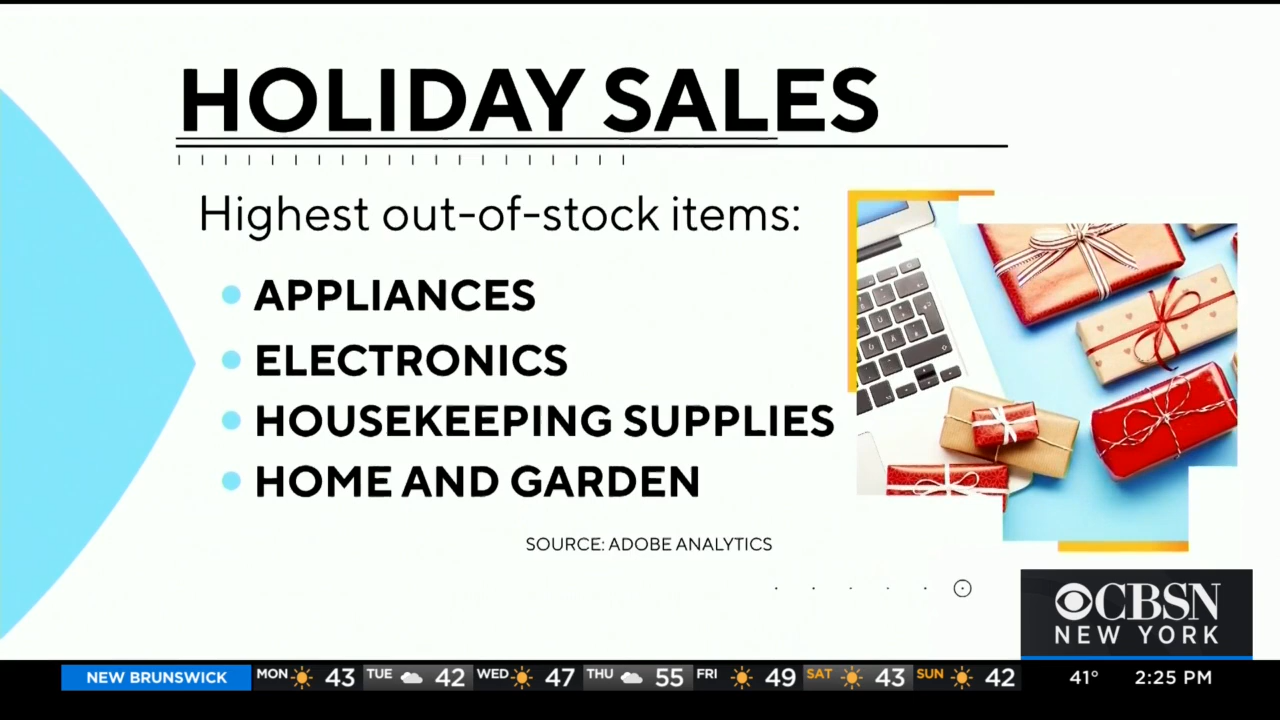 HOLIDAY SALES
Highest out-of-stock items:
APPLIANCES
ELECTRONICS
HOUSEKEEPING SUPPLIES
HOME AND GARDEN
SOURCE: ADOBE ANALYTICS
CBSN
NEW YORK
NEW BRUNSWICK MON 43 TUE 42 WED 47 THU 55 FRI 49 SAT 43 SUN 42 41° 2:25 PM